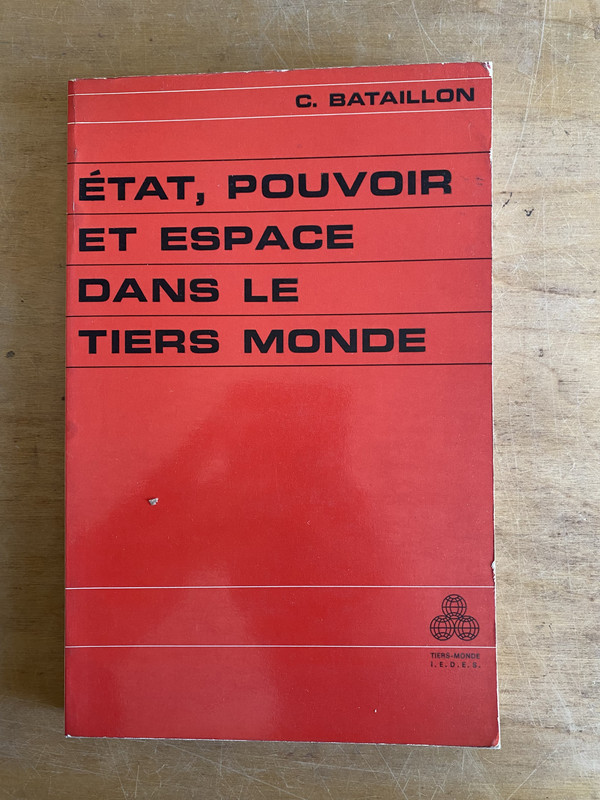 C. BATAILLON
ÉTAT, POUVOIR
ET ESPACE
DANS LE
TIERS MONDE
TIERS-MONDE
I.E.D.E.S.